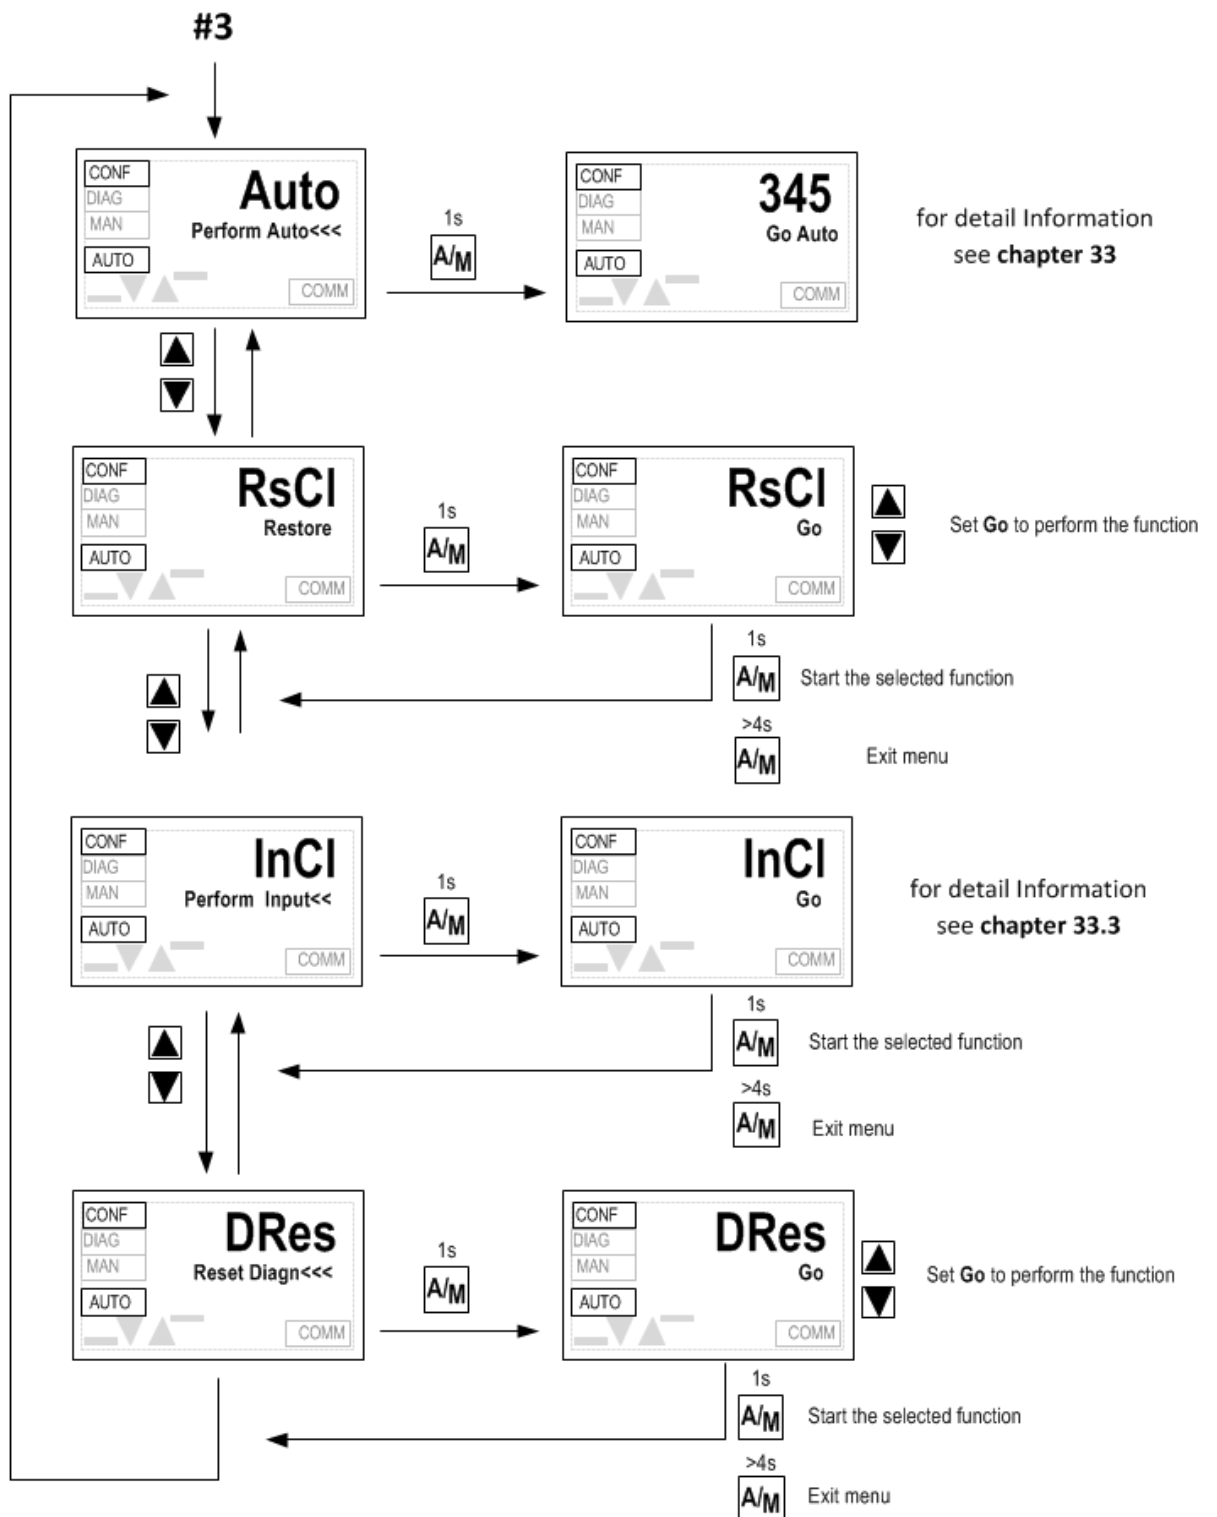 #3
CONF
DIAG
MAN
AUTO
Auto
Perform Auto<<<
COMM
1s
A/M
CONF
DIAG
MAN
AUTO
345
Go Auto
COMM
for detail Information
see chapter 33
CONF
DIAG
MAN
AUTO
RsCl
Restore
COMM
1s
A/M
CONF
DIAG
MAN
AUTO
RsCl
Go
COMM
Set Go to perform the function
1s
A/M
Start the selected function
>4s
A/M
Exit menu
CONF
DIAG
MAN
AUTO
InCl
Perform Input<<
COMM
1s
A/M
CONF
DIAG
MAN
AUTO
InCl
Go
COMM
for detail Information
see chapter 33.3
1s
A/M
Start the selected function
>4s
A/M
Exit menu
CONF
DIAG
MAN
AUTO
DRes
Reset Diagn<<<
COMM
1s
A/M
CONF
DIAG
MAN
AUTO
DRes
Go
COMM
Set Go to perform the function
1s
A/M
Start the selected function
>4s
A/M
Exit menu